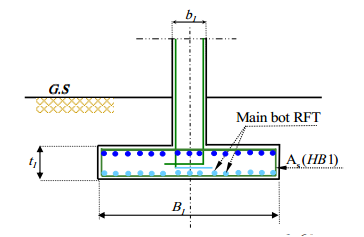 b₁
G.S
Main bot RFT
t₁
Aₛ (HB1)
B₁